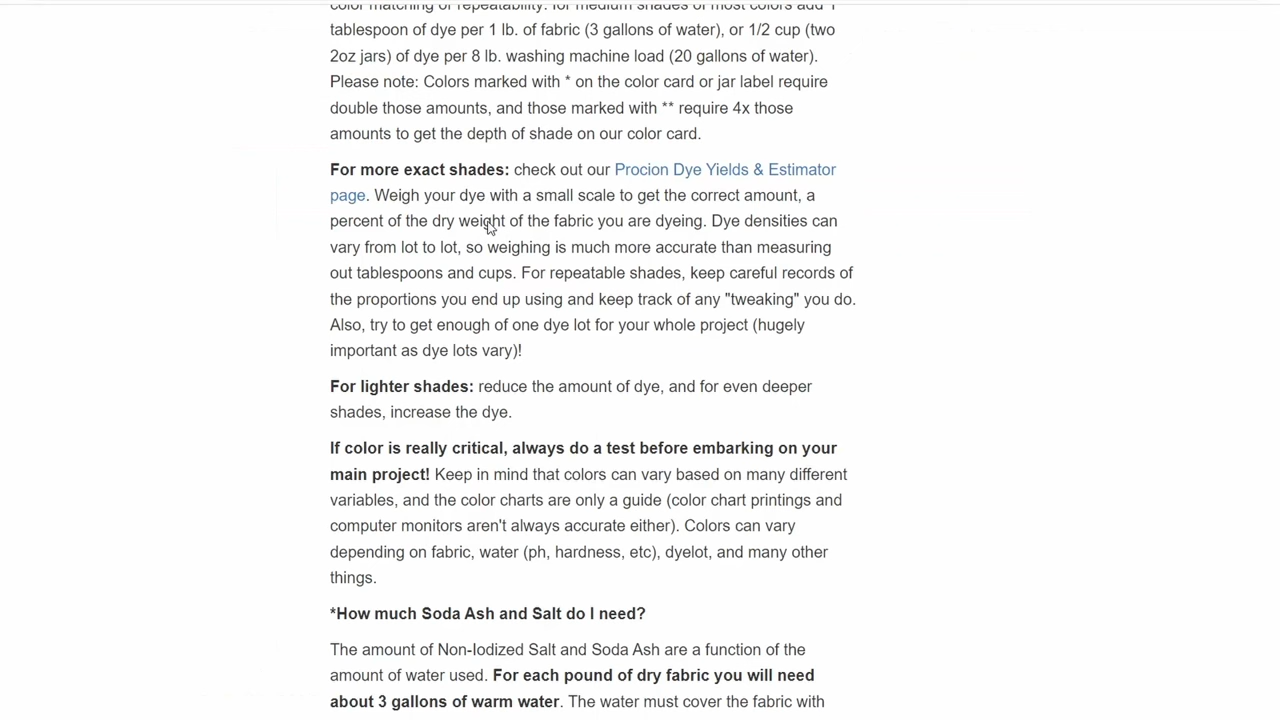 color matching or repeatability: for medium shades of most colors add 1
tablespoon of dye per 1 lb. of fabric (3 gallons of water), or 1/2 cup (two
2oz jars) of dye per 8 lb. washing machine load (20 gallons of water).
Please note: Colors marked with * on the color card or jar label require
double those amounts, and those marked with ** require 4x those
amounts to get the depth of shade on our color card.
For more exact shades: check out our Procion Dye Yields & Estimator
page. Weigh your dye with a small scale to get the correct amount, a
percent of the dry weight of the fabric you are dyeing. Dye densities can
vary from lot to lot, so weighing is much more accurate than measuring
out tablespoons and cups. For repeatable shades, keep careful records of
the proportions you end up using and keep track of any "tweaking" you do.
Also, try to get enough of one dye lot for your whole project (hugely
important as dye lots vary)!
For lighter shades: reduce the amount of dye, and for even deeper
shades, increase the dye.
If color is really critical, always do a test before embarking on your
main project! Keep in mind that colors can vary based on many different
variables, and the color charts are only a guide (color chart printings and
computer monitors aren't always accurate either). Colors can vary
depending on fabric, water (ph, hardness, etc), dyelot, and many other
things.
*How much Soda Ash and Salt do I need?
The amount of Non-Iodized Salt and Soda Ash are a function of the
amount of water used. For each pound of dry fabric you will need
about 3 gallons of warm water. The water must cover the fabric with